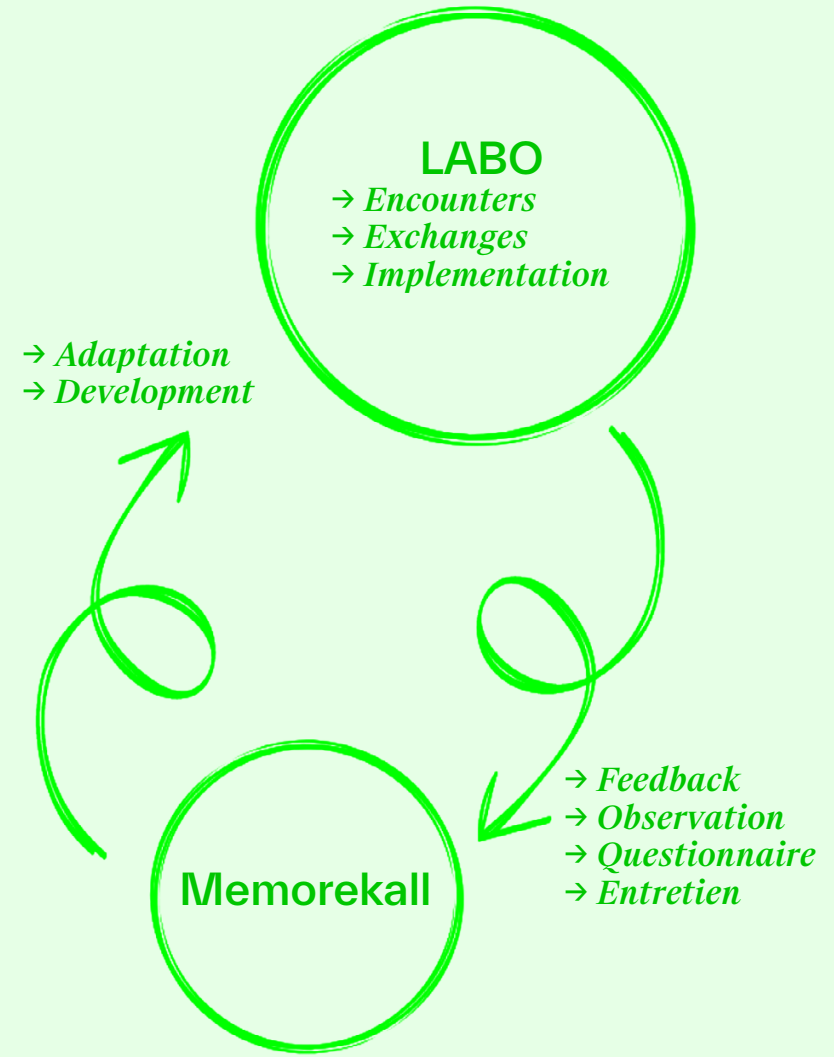 LABO
→ Encounters
→ Exchanges
→ Implementation
→ Adaptation
→ Development
→ Feedback
→ Observation
→ Questionnaire
→ Entretien
Memorekall